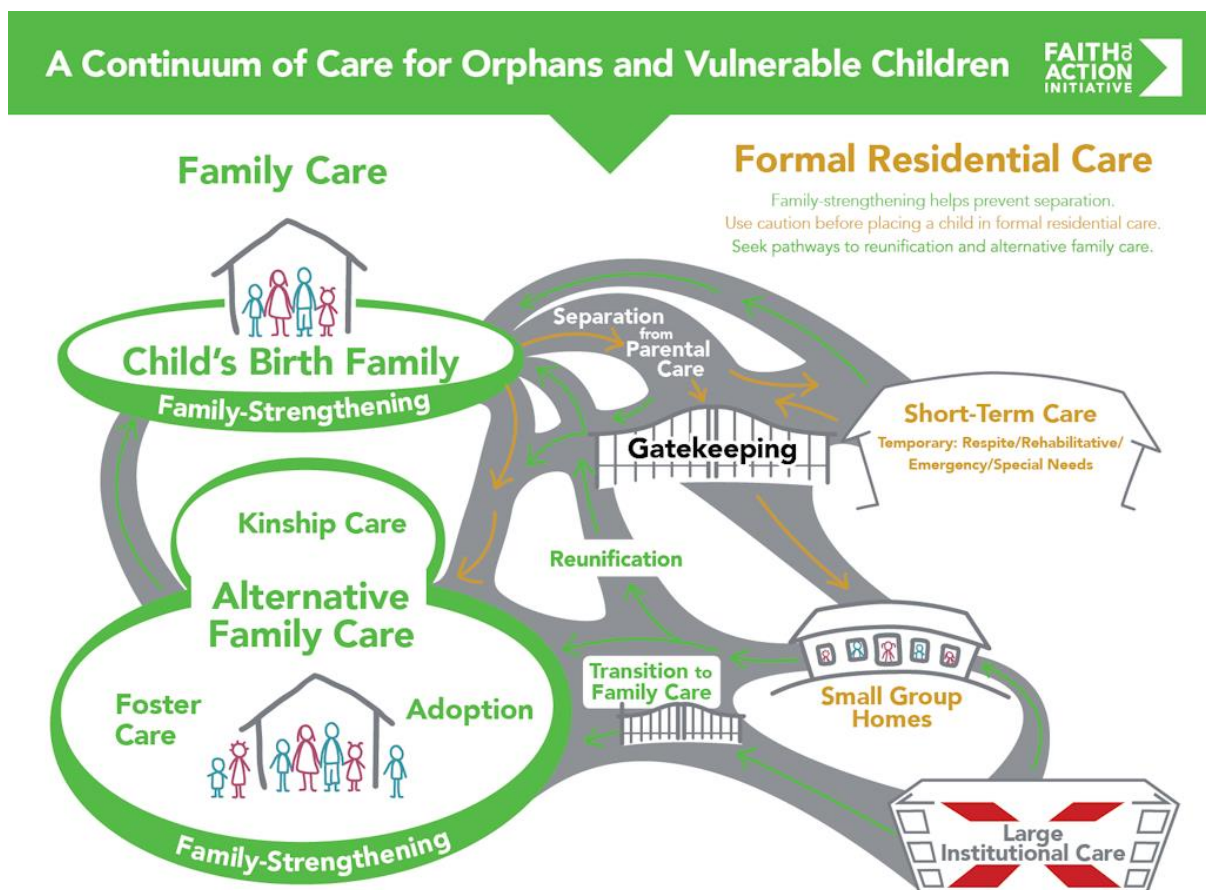 A Continuum of Care for Orphans and Vulnerable Children
FAITH TO
ACTION
INITIATIVE
Family Care
Formal Residential Care
Family-strengthening helps prevent separation.
Use caution before placing a child in formal residential care.
Seek pathways to reunification and alternative family care.
Child's Birth Family
Family-Strengthening
Separation
from
Parental
Care
Gatekeeping
Short-Term Care
Temporary: Respite/Rehabilitative/
Emergency/Special Needs
Kinship Care
Reunification
Alternative
Family Care
Foster
Care
Adoption
Family-Strengthening
Transition to
Family Care
Small Group
Homes
Large
Institutional Care